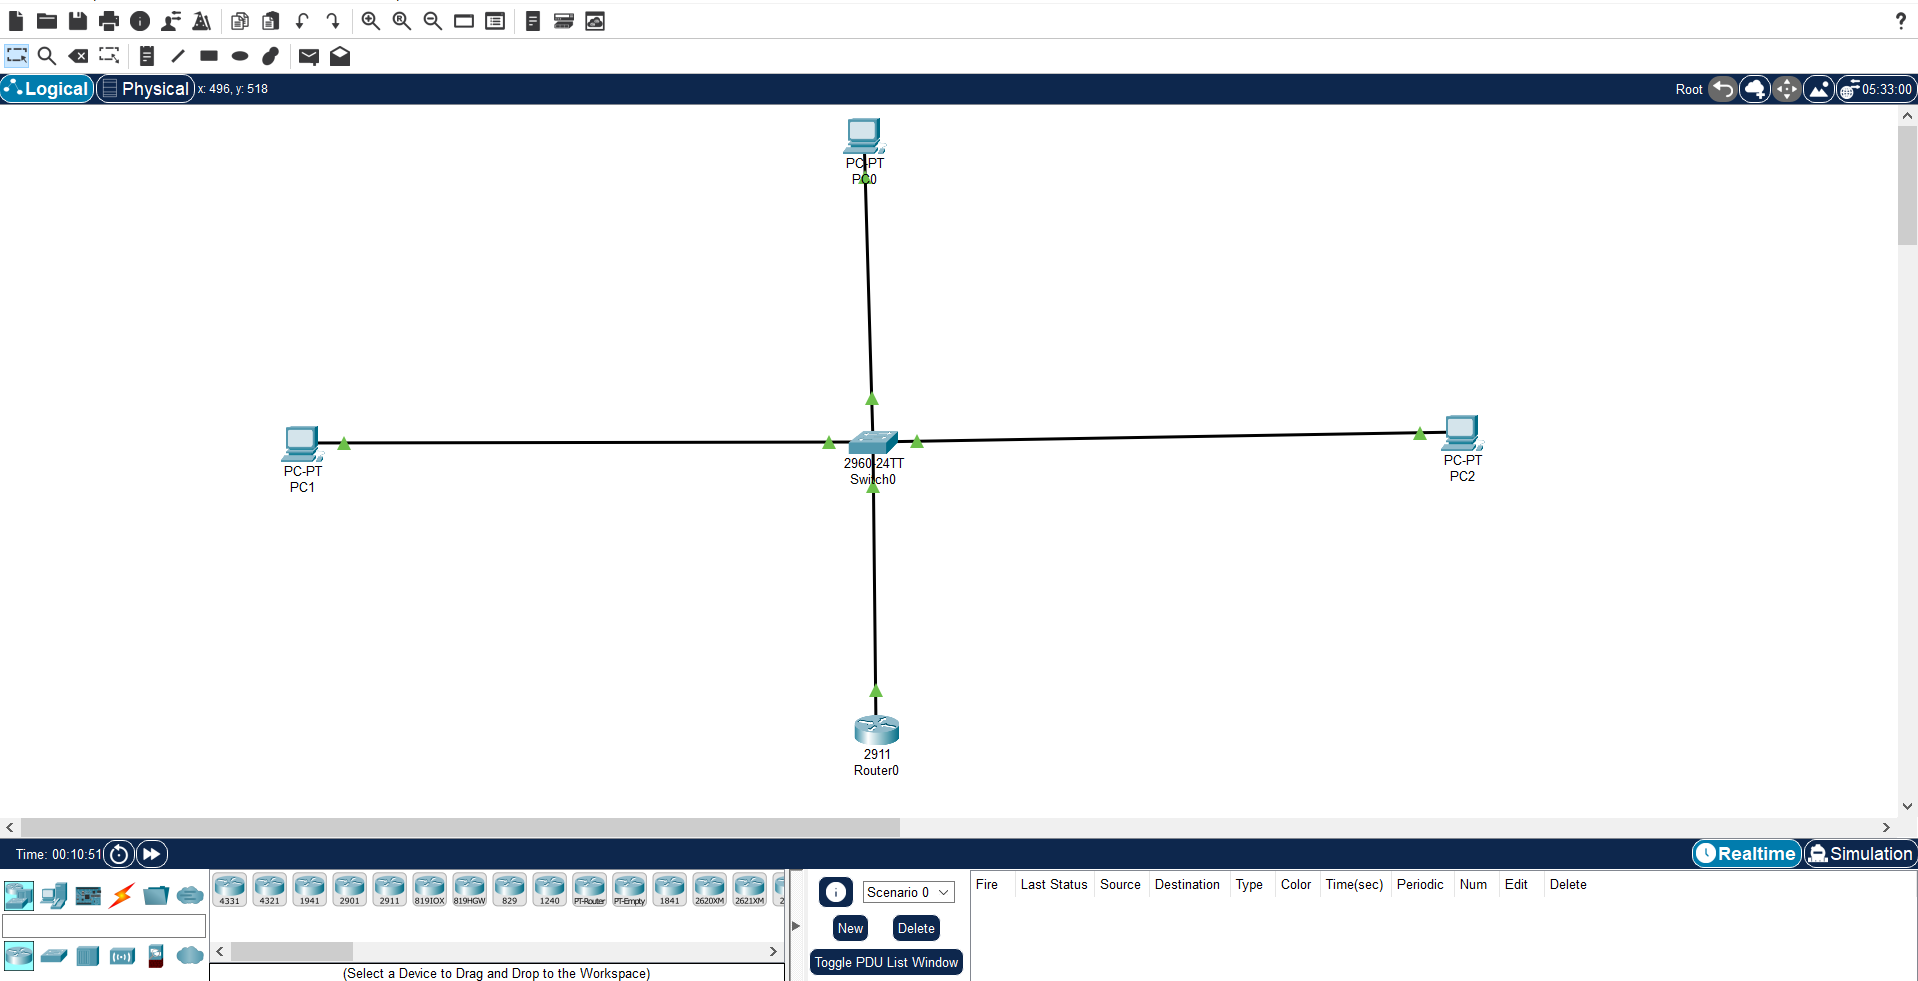 ?
Logical Physical x: 496, y: 518 Root 05:33:00
PC-PT
PC0
PC-PT
PC1
2960-24TT
Switch0
PC-PT
PC2
2911
Router0
Time: 00:10:51 Realtime Simulation
4331 4321 1941 2901 2911 819IOX 819HGW 829 1240 PT-Router PT-Empty 1841 2620XM 2621XM 2
(Select a Device to Drag and Drop to the Workspace)
Scenario 0
New Delete
Toggle PDU List Window
Fire Last Status Source Destination Type Color Time(sec) Periodic Num Edit Delete